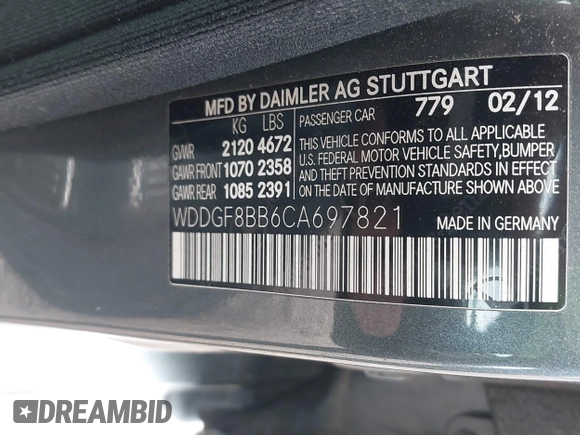 MFD BY DAIMLER AG STUTTGART
KG LBS PASSENGER CAR 779 02/12
GVWR 2120 4672
GAWR FRONT 1070 2358
GAWR REAR 1085 2391
THIS VEHICLE CONFORMS TO ALL APPLICABLE
U.S. FEDERAL MOTOR VEHICLE SAFETY, BUMPER
AND THEFT PREVENTION STANDARDS IN EFFECT
ON THE DATE OF MANUFACTURE SHOWN ABOVE.
WDDGF8BB6CA697821
MADE IN GERMANY
DREAMBID